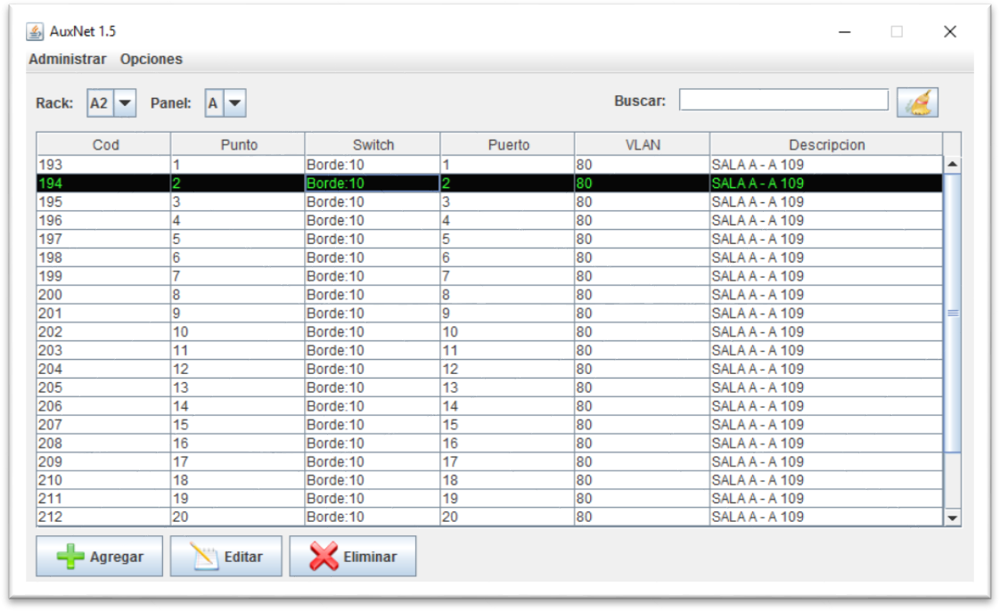 AuxNet 1.5
Administrar Opciones
Rack: A2 Panel: A Buscar:
Cod Punto Switch Puerto VLAN Descripcion
193 1 Borde:10 1 80 SALA A - A 109
194 2 Borde:10 2 80 SALA A - A 109
195 3 Borde:10 3 80 SALA A - A 109
196 4 Borde:10 4 80 SALA A - A 109
197 5 Borde:10 5 80 SALA A - A 109
198 6 Borde:10 6 80 SALA A - A 109
199 7 Borde:10 7 80 SALA A - A 109
200 8 Borde:10 8 80 SALA A - A 109
201 9 Borde:10 9 80 SALA A - A 109
202 10 Borde:10 10 80 SALA A - A 109
203 11 Borde:10 11 80 SALA A - A 109
204 12 Borde:10 12 80 SALA A - A 109
205 13 Borde:10 13 80 SALA A - A 109
206 14 Borde:10 14 80 SALA A - A 109
207 15 Borde:10 15 80 SALA A - A 109
208 16 Borde:10 16 80 SALA A - A 109
209 17 Borde:10 17 80 SALA A - A 109
210 18 Borde:10 18 80 SALA A - A 109
211 19 Borde:10 19 80 SALA A - A 109
212 20 Borde:10 20 80 SALA A - A 109
Agregar Editar Eliminar